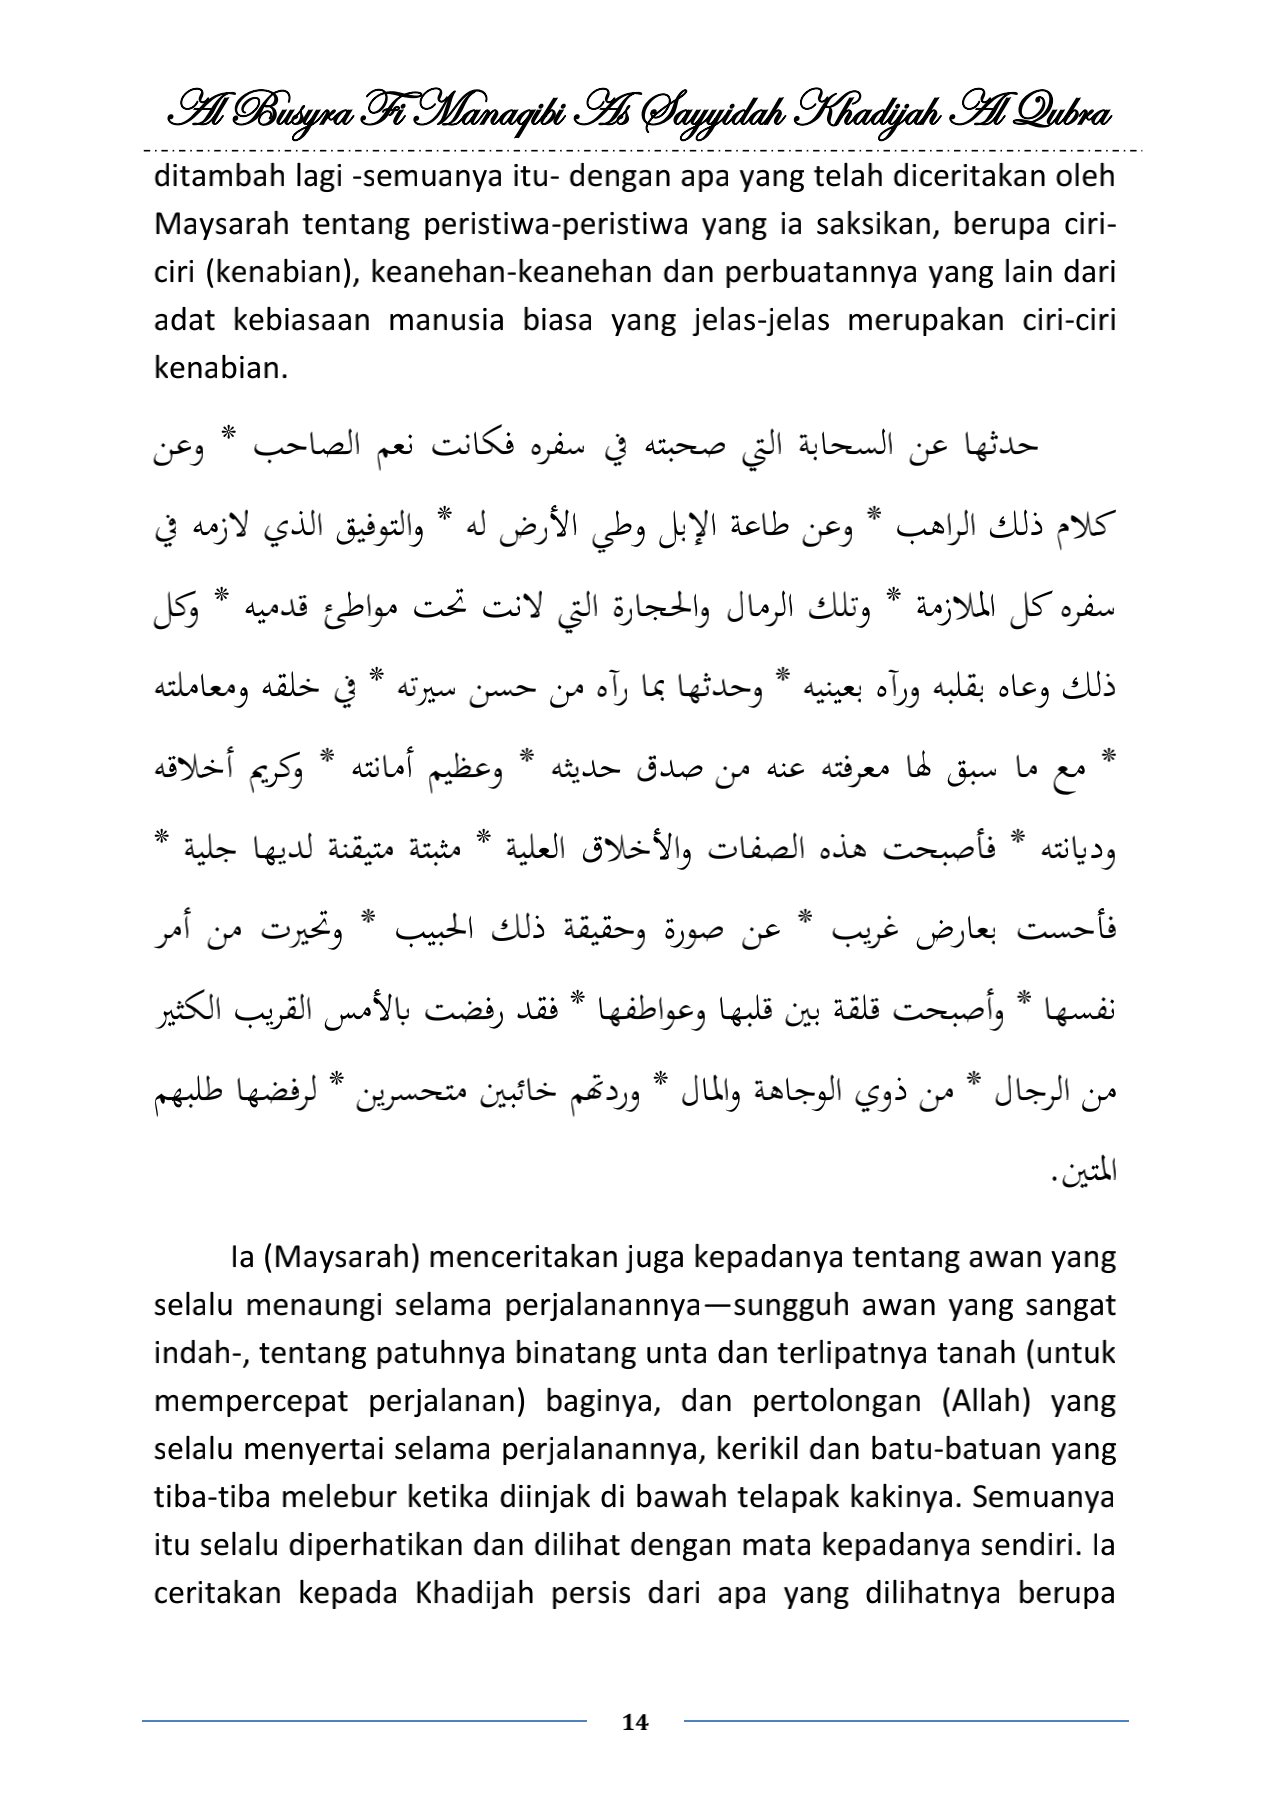 Al Busyra Fi Manaqibi As Sayyidah Khadijah Al Qubra
ditambah lagi -semuanya itu- dengan apa yang telah diceritakan oleh
Maysarah tentang peristiwa-peristiwa yang ia saksikan, berupa ciri-
ciri (kenabian), keanehan-keanehan dan perbuatannya yang lain dari
adat kebiasaan manusia biasa yang jelas-jelas merupakan ciri-ciri
kenabian.
حدثها عن السحابة التي صحبته في سفره فكانت نعم الصاحب * وعن
كلام ذلك الراهب * وعن طاعة الإبل وطي الأرض له * والتوفيق الذي لازمه في
سفره كل الملازمة * وتلك الرمال والحجارة التي لانت تحت مواطئ قدميه * وكل
ذلك وعاه بقلبه ورآه بعينيه * وحدثها بما رآه من حسن سيرته * في خلقه ومعاملته
* مع ما سبق لها معرفته عنه من صدق حديثه * وعظيم أمانته * وكريم أخلاقه
وديانته * فأصبحت هذه الصفات والأخلاق العلية * مثبتة متيقنة لديها جلية *
فأحست بعارض غريب * عن صورة وحقيقة ذلك الحبيب * وتحيرت من أمر
نفسها * وأصبحت قلقة بين قلبها وعواطفها * فقد رفضت بالأمس القريب الكثير
من الرجال * من ذوي الوجاهة والمال * وردتهم خائبين متحسرين * لرفضها طلبهم
المتين.
Ia (Maysarah) menceritakan juga kepadanya tentang awan yang
selalu menaungi selama perjalanannya—sungguh awan yang sangat
indah-, tentang patuhnya binatang unta dan terlipatnya tanah (untuk
mempercepat perjalanan) baginya, dan pertolongan (Allah) yang
selalu menyertai selama perjalanannya, kerikil dan batu-batuan yang
tiba-tiba melebur ketika diinjak di bawah telapak kakinya. Semuanya
itu selalu diperhatikan dan dilihat dengan mata kepadanya sendiri. Ia
ceritakan kepada Khadijah persis dari apa yang dilihatnya berupa
14